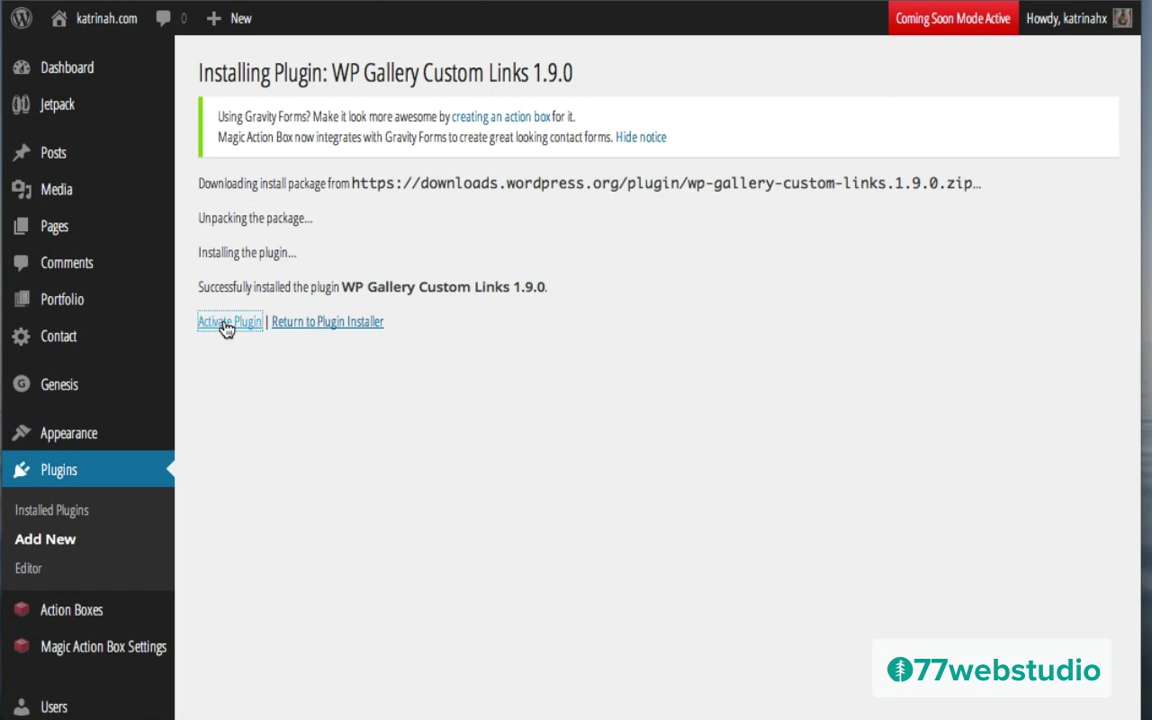 katrinah.com 0 New Coming Soon Mode Active Howdy, katrinahx
Dashboard
Jetpack
Posts
Media
Pages
Comments
Portfolio
Contact
Genesis
Appearance
Plugins
Installed Plugins
Add New
Editor
Action Boxes
Magic Action Box Settings
Users
Installing Plugin: WP Gallery Custom Links 1.9.0
Using Gravity Forms? Make it look more awesome by creating an action box for it.
Magic Action Box now integrates with Gravity Forms to create great looking contact forms. Hide notice
Downloading install package from https://downloads.wordpress.org/plugin/wp-gallery-custom-links.1.9.0.zip…
Unpacking the package…
Installing the plugin…
Successfully installed the plugin WP Gallery Custom Links 1.9.0.
Activate Plugin | Return to Plugin Installer
77webstudio